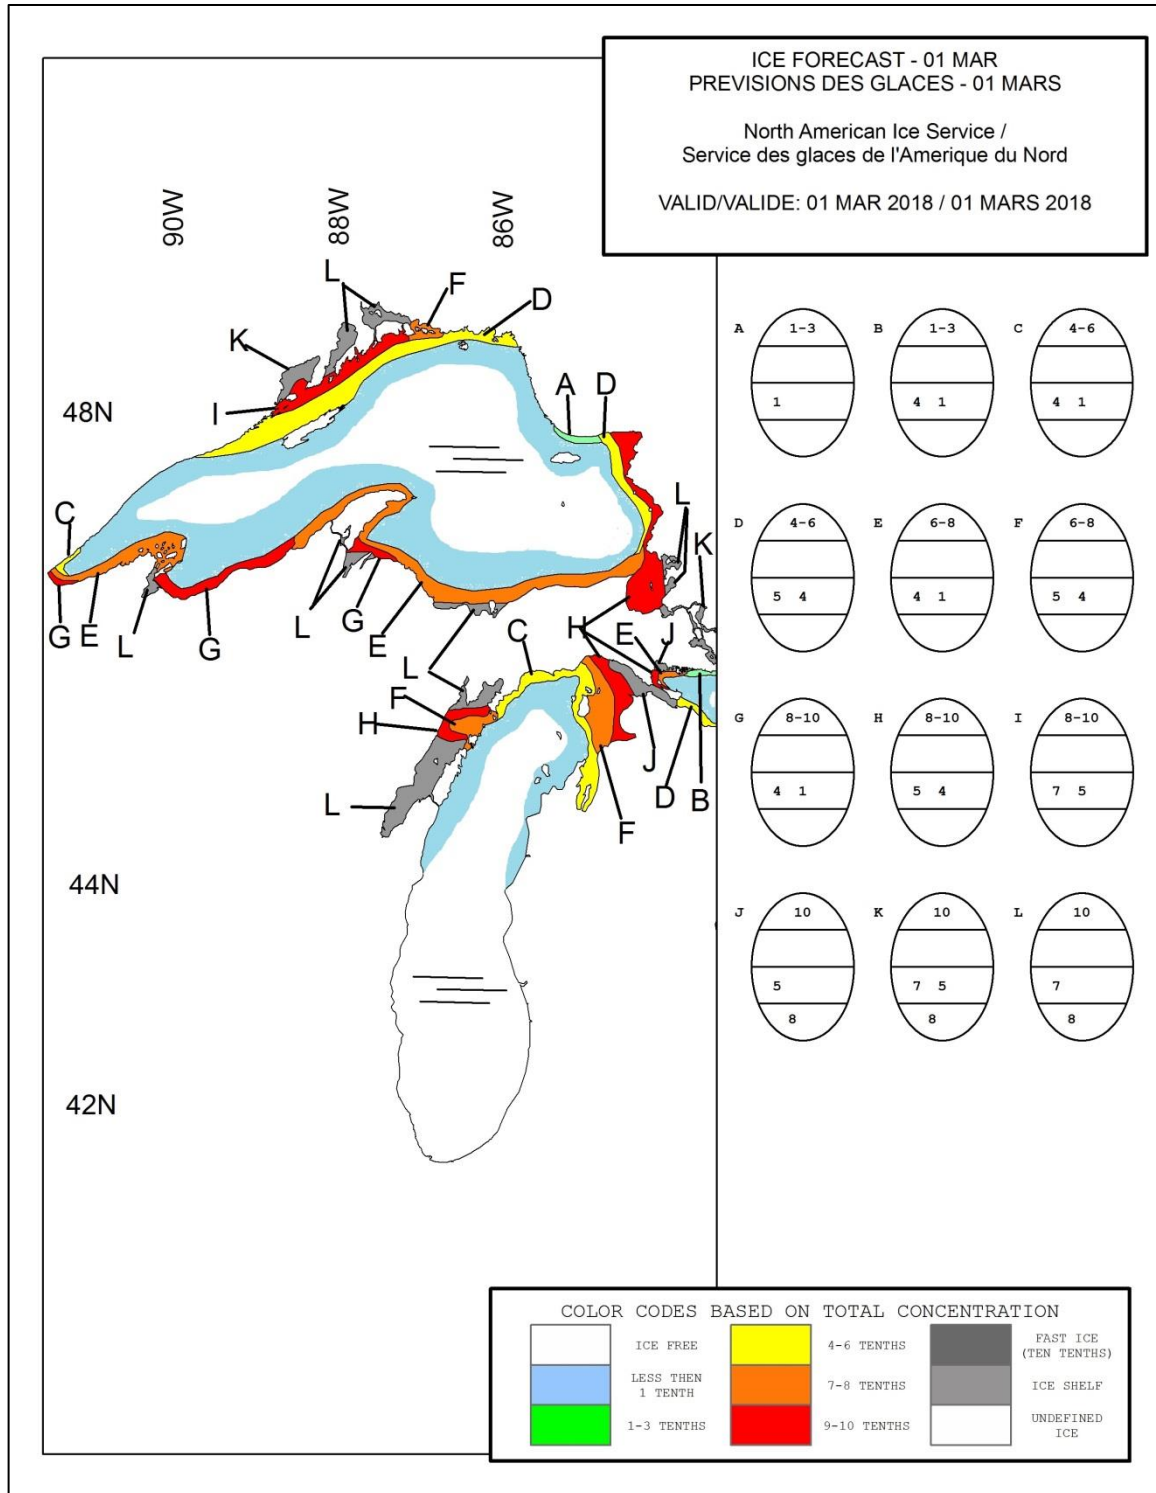 ICE FORECAST - 01 MAR
PREVISIONS DES GLACES - 01 MARS
North American Ice Service /
Service des glaces de l'Amerique du Nord
VALID/VALIDE: 01 MAR 2018 / 01 MARS 2018
90W
88W
86W
L
F
D
K
A
D
I
48N
C
L
K
G
E
L
G
L
G
E
L
C
H
E
J
F
H
J
D
B
L
F
44N
42N
A
1-3
1
B
1-3
4 1
C
4-6
4 1
D
4-6
5 4
E
6-8
4 1
F
6-8
5 4
G
8-10
4 1
H
8-10
5 4
I
8-10
7 5
J
10
5
8
K
10
7 5
8
L
10
7
8
COLOR CODES BASED ON TOTAL CONCENTRATION
ICE FREE
LESS THEN
1 TENTH
1-3 TENTHS
4-6 TENTHS
7-8 TENTHS
9-10 TENTHS
FAST ICE
(TEN TENTHS)
ICE SHELF
UNDEFINED
ICE